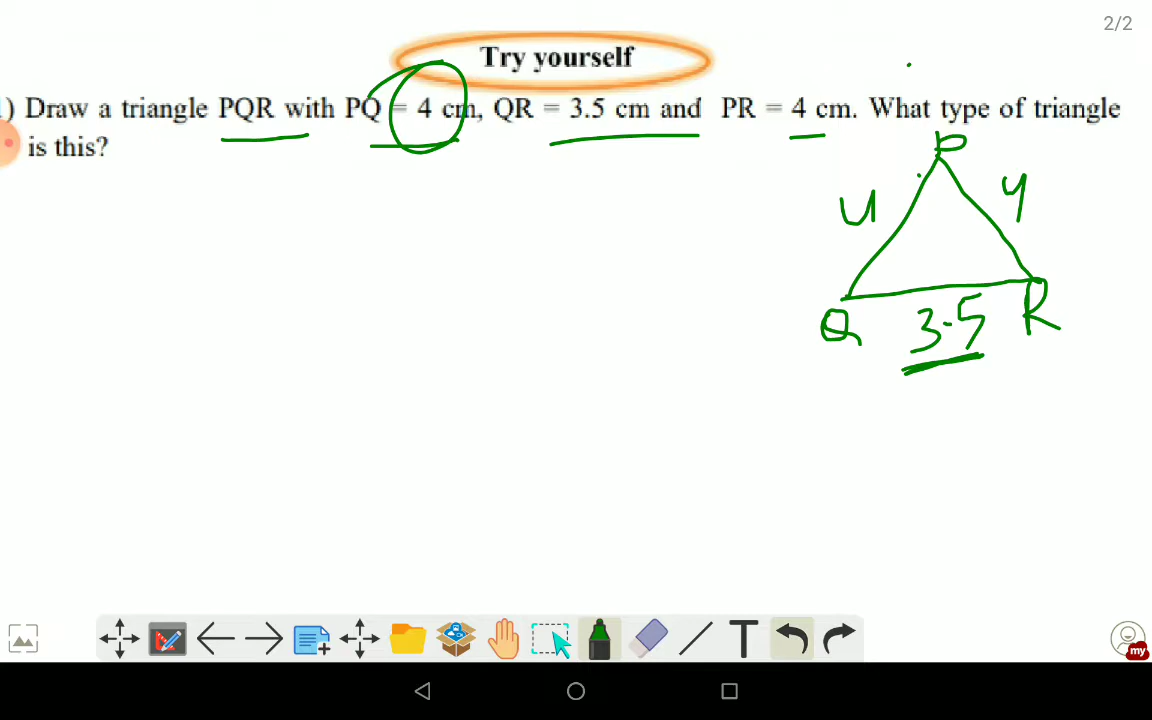 2/2
Try yourself
) Draw a triangle PQR with PQ = 4 cm, QR = 3.5 cm and PR = 4 cm. What type of triangle
is this?
P
4
4
Q
3.5
R
T
my